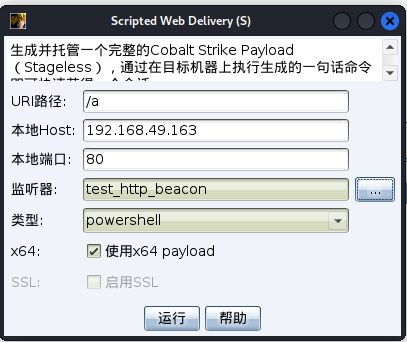 Scripted Web Delivery (S)
生成并托管一个完整的Cobalt Strike Payload
（Stageless），通过在目标机器上执行生成的一句话命令
URI路径: /a
本地Host: 192.168.49.163
本地端口: 80
监听器: test_http_beacon ...
类型: powershell
x64: 使用x64 payload
SSL: 启用SSL
运行 帮助